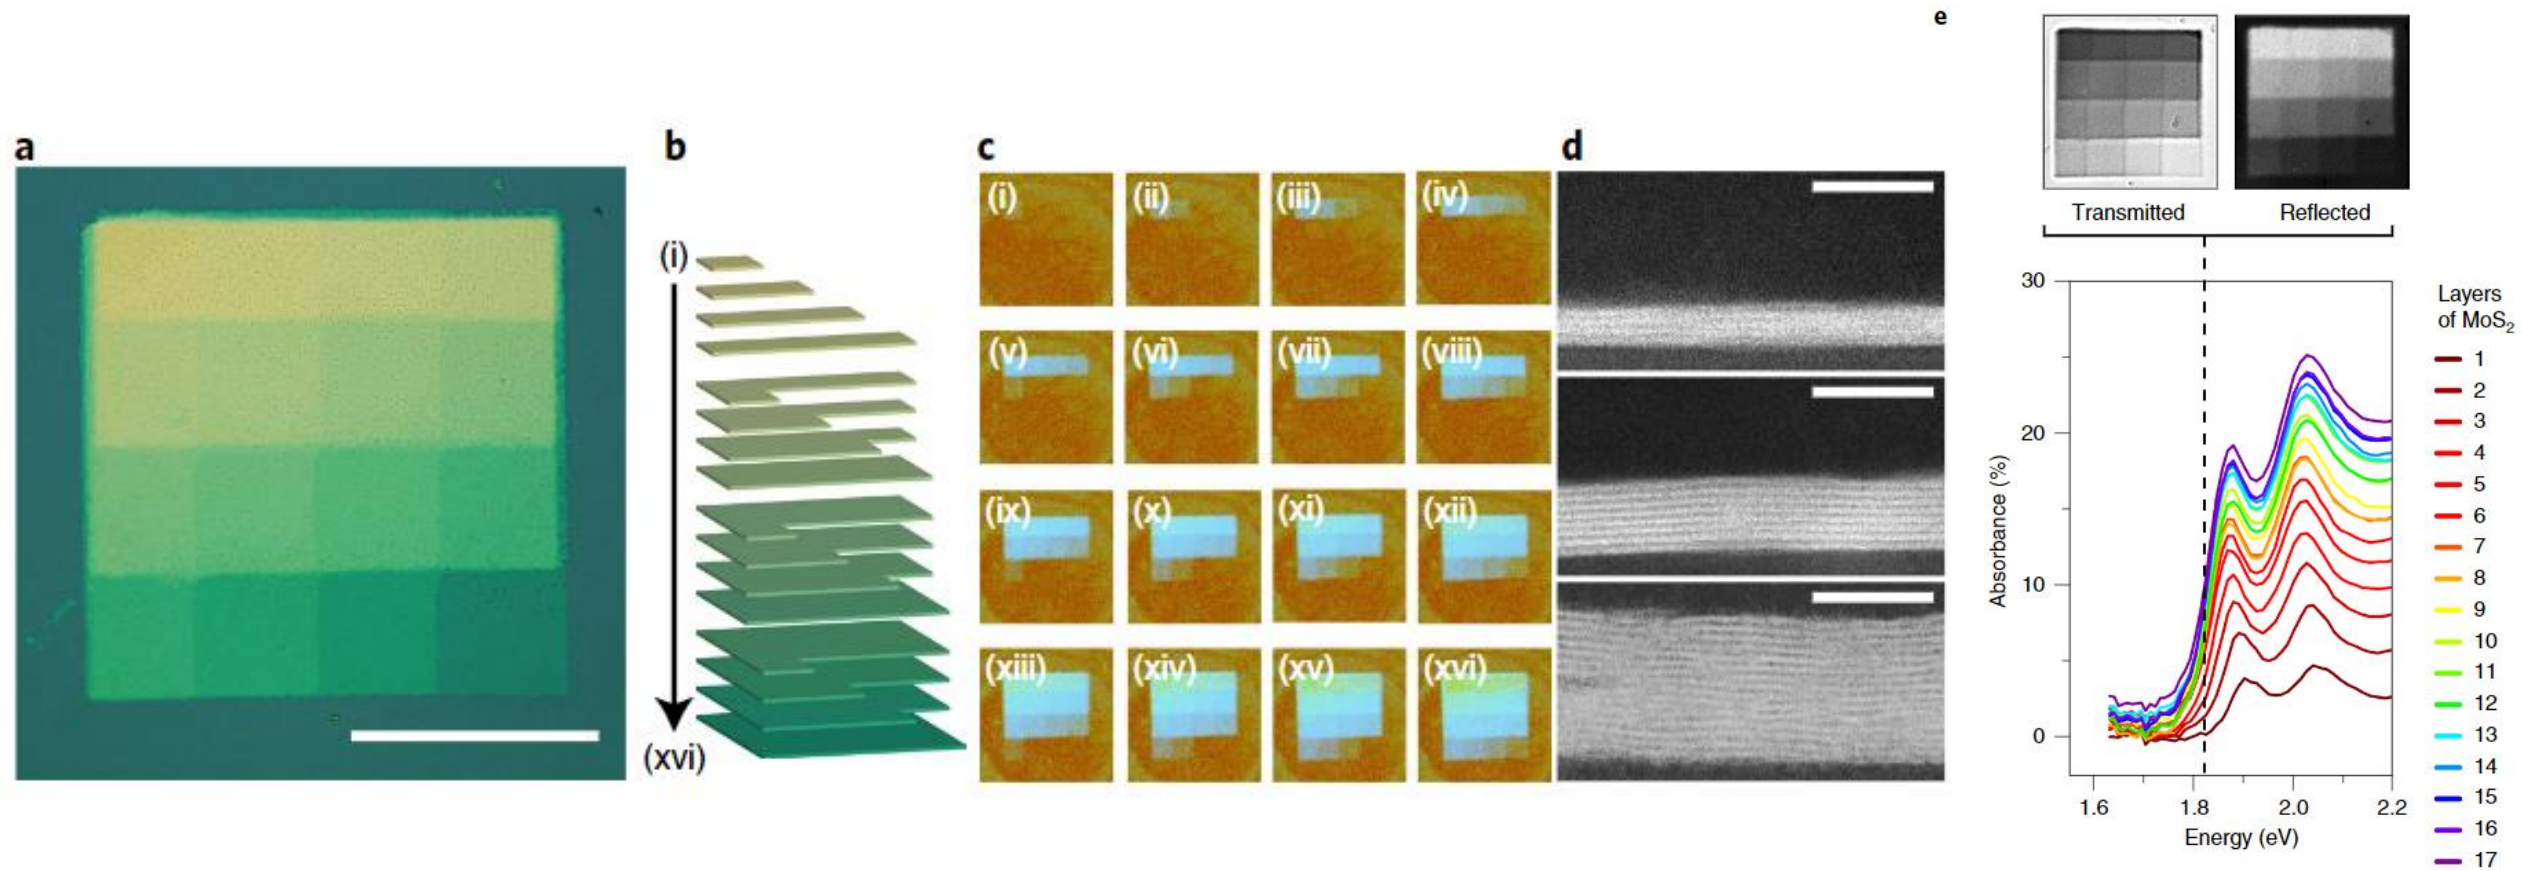 a
b
(i)
(xvi)
c
(i)
(ii)
(iii)
(iv)
(v)
(vi)
(vii)
(viii)
(ix)
(x)
(xi)
(xii)
(xiii)
(xiv)
(xv)
(xvi)
d
e
Transmitted
Reflected
30
20
10
0
Absorbance (%)
1.6
1.8
2.0
2.2
Energy (eV)
Layers
of MoS₂
1
2
3
4
5
6
7
8
9
10
11
12
13
14
15
16
17